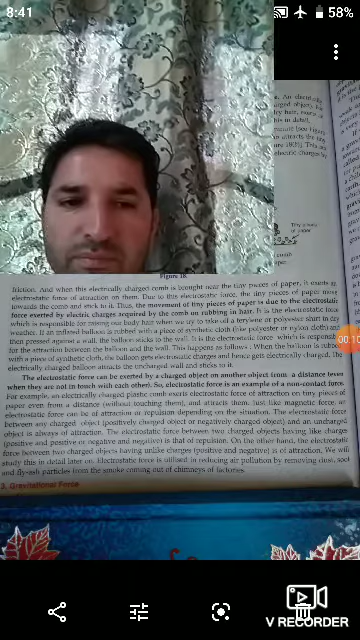 8:41
58%
An electric
charged object
dry hair, exerts a
this in detail.
Tiny pieces
of paper
Figure 18.
friction. And when this electrically charged comb is brought near the tiny pieces of paper, it exerts an
electrostatic force of attraction on them. Due to this electrostatic force, the tiny pieces of paper move
towards the comb and stick to it. Thus, the movement of tiny pieces of paper is due to the electrostatic
force exerted by electric charges acquired by the comb on rubbing in hair. It is the electrostatic force
which is responsible for raising our body hair when we try to take off a terylene or polyester shirt in dry
weather. If an inflated balloon is rubbed with a piece of synthetic cloth (like polyester or nylon cloth) and
then pressed against a wall, the balloon sticks to the wall. It is the electrostatic force which is responsible
for the attraction between the balloon and the wall. This happens as follows : When the balloon is rubbed
with a piece of synthetic cloth, the balloon gets electrostatic charges and hence gets electrically charged. The
electrically charged balloon attracts the uncharged wall and sticks to it.
The electrostatic force can be exerted by a charged object on another object from a distance (even
when they are not in touch with each other). So, electrostatic force is an example of a non-contact force.
For example, an electrically charged plastic comb exerts electrostatic force of attraction on tiny pieces of
paper even from a distance (without touching them), and attracts them. Just like magnetic force, an
electrostatic force can be of attraction or repulsion depending on the situation. The electrostatic force
between any charged object (positively charged object or negatively charged object) and an uncharged
object is always of attraction. The electrostatic force between two charged objects having like charges
(positive and positive or negative and negative) is that of repulsion. On the other hand, the electrostatic
force between two charged objects having unlike charges (positive and negative) is of attraction. We will
study this in detail later on. Electrostatic force is utilised in reducing air pollution by removing dust, soot
and fly-ash particles from the smoke coming out of chimneys of factories.
3. Gravitational Force
00:10
V RECORDER